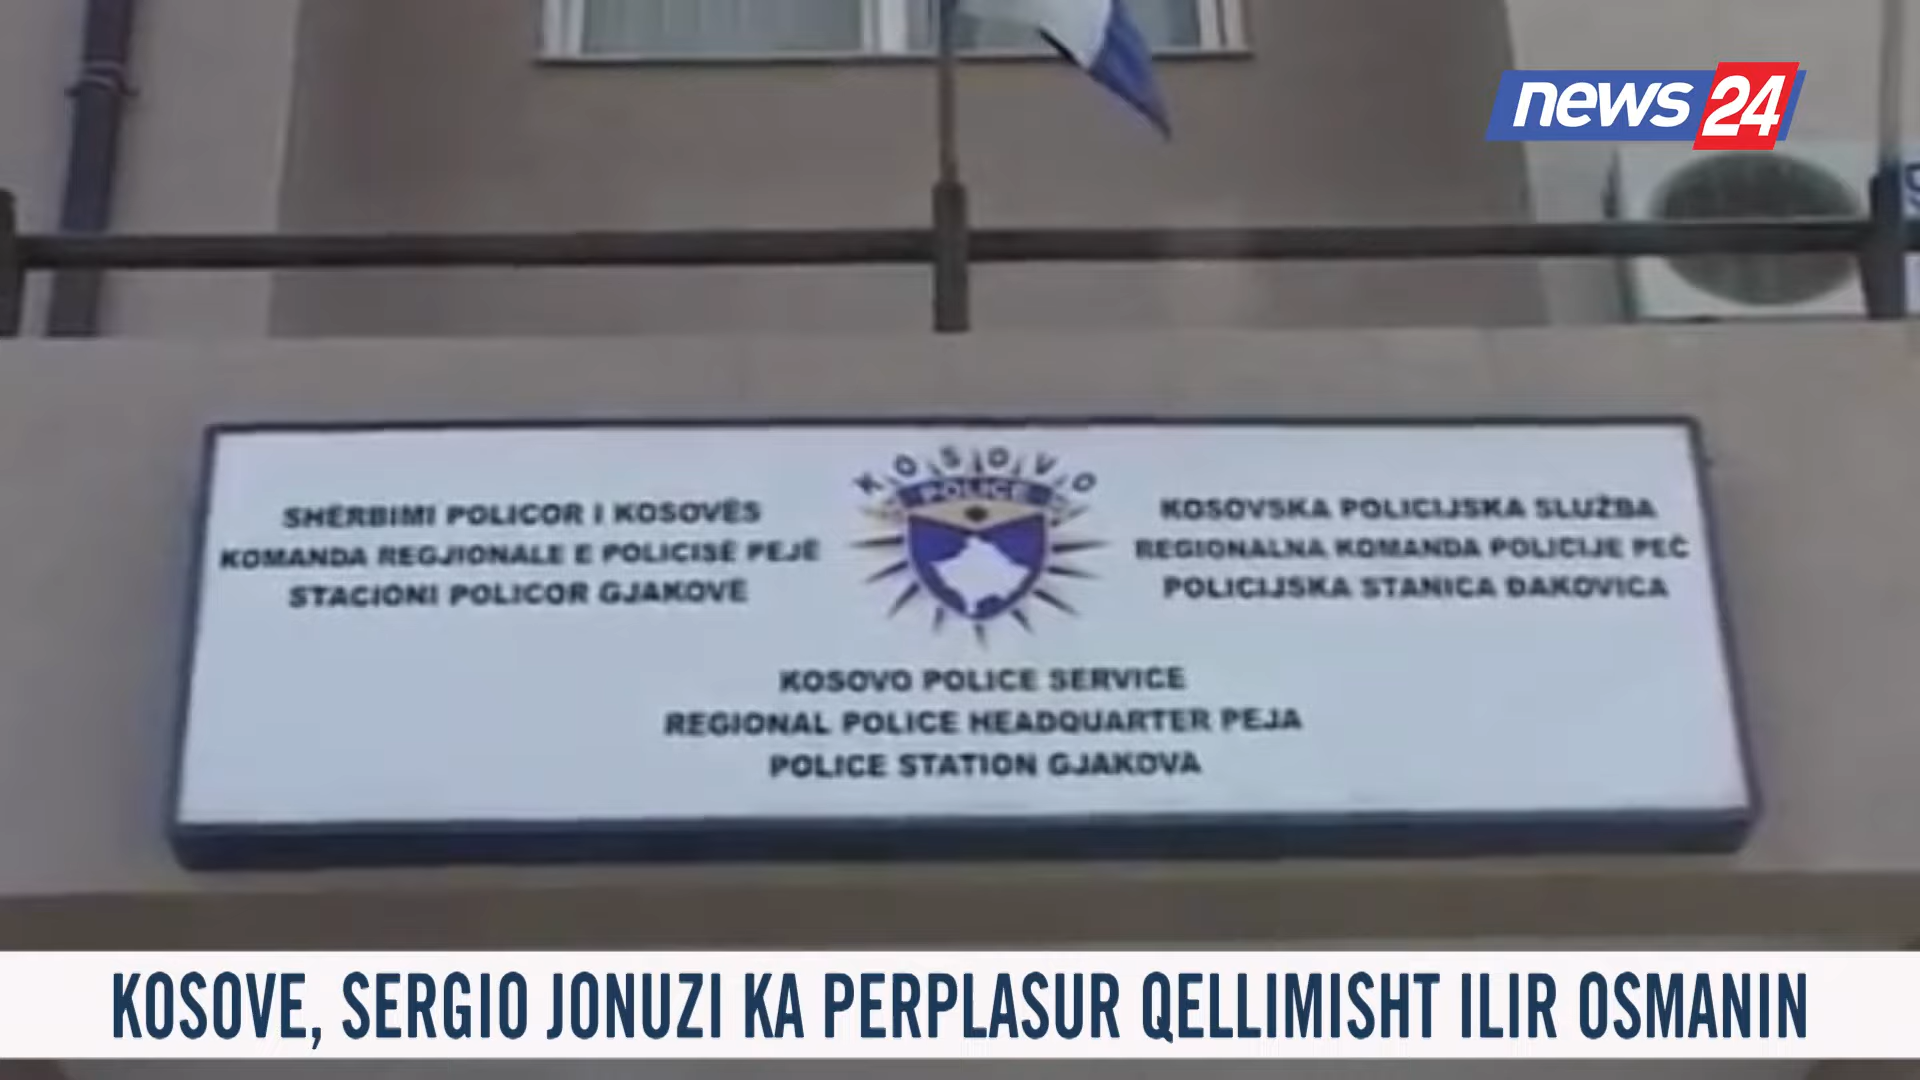 news 24
SHËRBIMI POLICOR I KOSOVËS
KOMANDA REGJIONALE E POLICISË PEJË
STACIONI POLICOR GJAKOVË
KOSOVO
POLICE
KOSOVSKA POLICIJSKA SLUŽBA
REGIONALNA KOMANDA POLICIJE PEĆ
POLICIJSKA STANICA ĐAKOVICA
KOSOVO POLICE SERVICE
REGIONAL POLICE HEADQUARTER PEJA
POLICE STATION GJAKOVA
KOSOVE, SERGIO JONUZI KA PERPLASUR QELLIMISHT ILIR OSMANIN